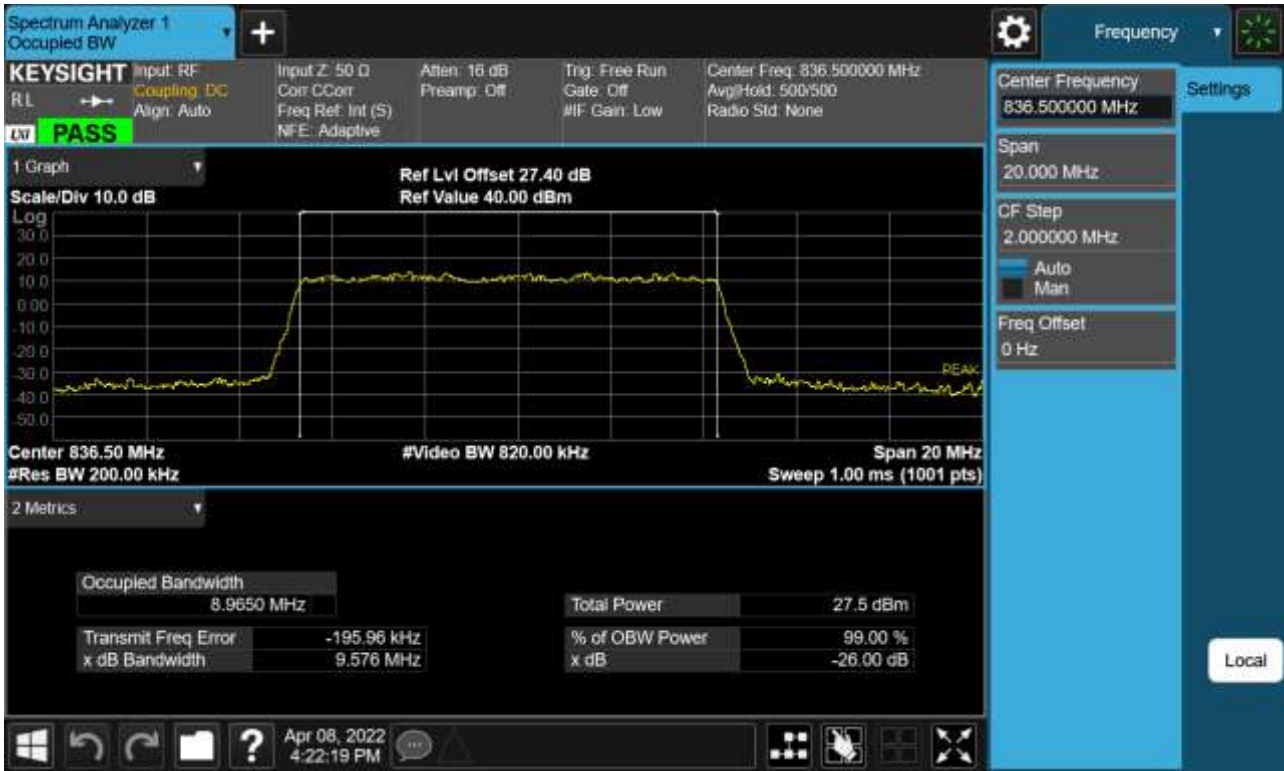 Spectrum Analyzer 1
Occupied BW
+
Frequency
KEYSIGHT
RL
PASS
Input: RF
Coupling: DC
Align: Auto
Input Z: 50 Ω
Corr CCorr
Freq Ref: Int (S)
NFE: Adaptive
Atten: 16 dB
Preamp: Off
Trig: Free Run
Gate: Off
#IF Gain: Low
Center Freq: 836.500000 MHz
Avg|Hold: 500/500
Radio Std: None
Center Frequency
836.500000 MHz
Settings
Span
20.000 MHz
CF Step
2.000000 MHz
Auto
Man
Freq Offset
0 Hz
Local
1 Graph
Scale/Div 10.0 dB
Ref Lvl Offset 27.40 dB
Ref Value 40.00 dBm
Log
30.0
20.0
10.0
0.00
-10.0
-20.0
-30.0
-40.0
-50.0
PEAK
Center 836.50 MHz
#Video BW 820.00 kHz
Span 20 MHz
#Res BW 200.00 kHz
Sweep 1.00 ms (1001 pts)
2 Metrics
Occupied Bandwidth
8.9650 MHz
Total Power 27.5 dBm
Transmit Freq Error -195.96 kHz
% of OBW Power 99.00 %
x dB Bandwidth 9.576 MHz
x dB -26.00 dB
?
Apr 08, 2022
4:22:19 PM